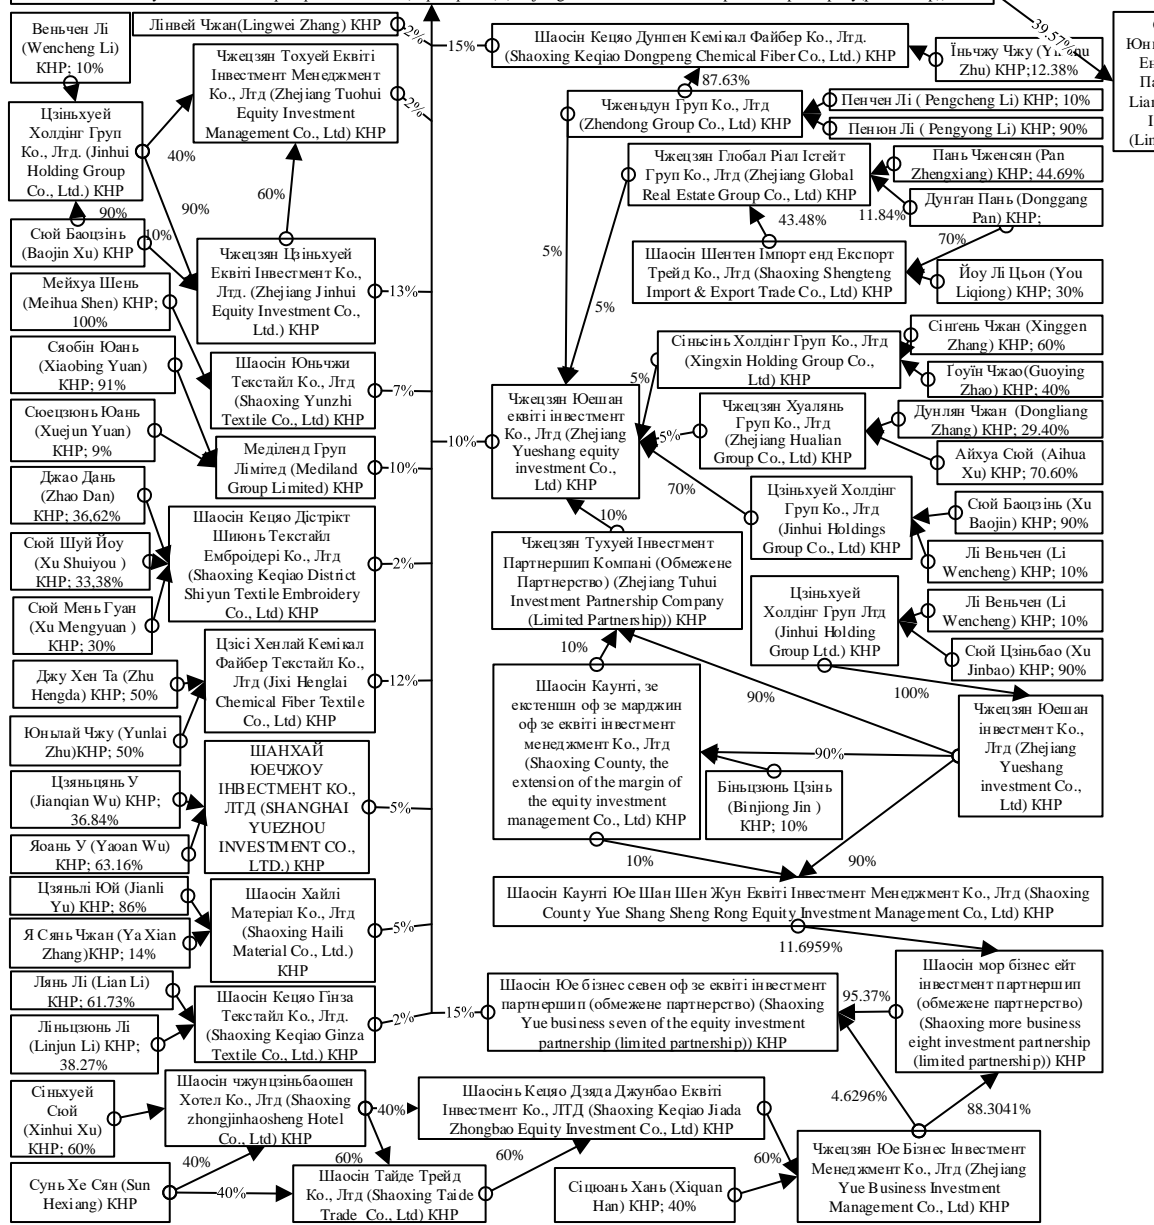 Веньчен Лі
(Wencheng Li)
КНР; 10%
Лінвей Чжан(Lingwei Zhang) КНР
2%
Чжецзян Тохуей Еквіті
Інвестмент Менеджмент
Ко., Лтд (Zhejiang Tuohui
Equity Investment
Management Co., Ltd) КНР
2%
15%
Шаосін Кецяо Дунпен Кемікал Файбер Ко., Лтд.
(Shaoxing Keqiao Dongpeng Chemical Fiber Co., Ltd.) КНР
Zhu) КНР;12.38%
39.57%
87.63%
Цзіньхуей
Холдінг Груп
Ко., Лтд. (Jinhui
Holding Group
Co., Ltd.) КНР
40%
90%
60%
Чженьдун Груп Ко., Лтд
(Zhendong Group Co., Ltd) КНР
Пенчен Лі ( Pengcheng Li) КНР; 10%
Пенюн Лі ( Pengyong Li) КНР; 90%
Чжецзян Глобал Ріал Істейт
Груп Ко., Лтд (Zhejiang Global
Real Estate Group Co., Ltd) КНР
Пань Чженсян (Pan
Zhengxiang) КНР; 44.69%
11.84%
Дунган Пань (Donggang
Pan) КНР;
43.48%
70%
90%
Сюй Баоцзінь
(Baojin Xu) КНР
10%
Чжецзян Цзіньхуей
Еквіті Інвестмент Ко.,
Лтд. (Zhejiang Jinhui
Equity Investment Co.,
Ltd.) КНР
13%
5%
5%
Шаосін Шентен Імпорт енд Експорт
Трейд Ко., Лтд (Shaoxing Shengteng
Import & Export Trade Co., Ltd) КНР
Йоу Лі Цьон (You
Liqiong) КНР; 30%
Мейхуа Шень
(Meihua Shen) КНР;
100%
Сяобін Юань
(Xiaobing Yuan)
КНР; 91%
Шаосін Юньчжи
Текстайл Ко., Лтд
(Shaoxing Yunzhi
Textile Co., Ltd) КНР
7%
Сіньсінь Холдінг Груп Ко., Лтд
(Xingxin Holding Group Co.,
Ltd) КНР
5%
Сінгень Чжан (Xinggen
Zhang) КНР; 60%
Гоуїн Чжао(Guoying
Zhao) КНР; 40%
Сюецзюнь Юань
(Xuejun Yuan)
КНР; 9%
Меділенд Груп
Лімітед (Mediland
Group Limited) КНР
10%
10%
Чжецзян Юешан
еквіті інвестмент
Ко., Лтд (Zhejiang
Yueshang equity
investment Co.,
Ltd) КНР
5%
Чжецзян Хуалянь
Груп Ко., Лтд
(Zhejiang Hualian
Group Co., Ltd) КНР
Дунлян Чжан (Dongliang
Zhang) КНР; 29.40%
Айхуа Сюй (Aihua
Xu) КНР; 70.60%
70%
Цзіньхуей Холдінг
Груп Ко., Лтд
(Jinhui Holdings
Group Co., Ltd) КНР
Сюй Баоцзінь (Xu
Baojin) КНР; 90%
Лі Веньчен (Li
Wencheng) КНР; 10%
Джао Дань
(Zhao Dan)
КНР; 36,62%
Сюй Шуй Йоу
(Xu Shuiyou )
КНР; 33,38%
Сюй Мень Гуан
(Xu Mengyuan )
КНР; 30%
Шаосін Кецяо Дістрікт
Шиюнь Текстайл
Ембройдері Ко., Лтд
(Shaoxing Keqiao District
Shiyun Textile Embroidery
Co., Ltd) КНР
2%
10%
Чжецзян Тухуей Інвестмент
Партнершип Компані (Обмежене
Партнерство) (Zhejiang Tuhui
Investment Partnership Company
(Limited Partnership)) КНР
Цзіньхуей
Холдінг Груп Лтд
(Jinhui Holding
Group Ltd.) КНР
Лі Веньчен (Li
Wencheng) КНР; 10%
Сюй Цзіньбао (Xu
Jinbao) КНР; 90%
100%
Джу Хен Та (Zhu
Hengda) КНР; 50%
Юньлай Чжу (Yunlai
Zhu)КНР; 50%
Цзісі Хенлай Кемікал
Файбер Текстайл Ко.,
Лтд (Jixi Henglai
Chemical Fiber Textile
Co., Ltd) КНР
12%
10%
90%
Шаосін Каунті, зе
екстеншн оф зе марджин
оф зе еквіті інвестмент
менеджмент Ко., Лтд
(Shaoxing County, the
extension of the margin of
the equity investment
management Co., Ltd) КНР
90%
Біньцзюнь Цзінь
(Binjiong Jin )
КНР; 10%
Чжецзян Юешан
інвестмент Ко.,
Лтд (Zhejiang
Yueshang
investment Co.,
Ltd) КНР
Цзяньцянь У
(Jianqian Wu) КНР;
36.84%
Яоань У (Yaoan Wu)
КНР; 63.16%
ШАНХАЙ
ЮЕЧЖОУ
ІНВЕСТМЕНТ КО.,
ЛТД (SHANGHAI
YUEZHOU
INVESTMENT CO.,
LTD.) КНР
5%
10%
90%
Шаосін Каунті Юе Шан Шен Жун Еквіті Інвестмент Менеджмент Ко., Лтд (Shaoxing
County Yue Shang Sheng Rong Equity Investment Management Co., Ltd) КНР
11.6959%
Цзяньлі Юй (Jianli
Yu) КНР; 86%
Я Сянь Чжан (Ya Xian
Zhang)КНР; 14%
Шаосін Хайлі
Матеріал Ко., Лтд
(Shaoxing Haili
Material Co., Ltd.)
КНР
5%
Лянь Лі (Lian Li)
КНР; 61.73%
Ліньцзюнь Лі
(Linjun Li) КНР;
38.27%
Шаосін Кецяо Гінза
Текстайл Ко., Лтд.
(Shaoxing Keqiao Ginza
Textile Co., Ltd.) КНР
2%
15%
Шаосін Юе бізнес севен оф зе еквіті інвестмент
партнершип (обмежене партнерство) (Shaoxing
Yue business seven of the equity investment
partnership (limited partnership)) КНР
95.37%
Шаосін мор бізнес ейт
інвестмент партнершип
(обмежене партнерство)
(Shaoxing more business
eight investment partnership
(limited partnership)) КНР
4.6296%
88.3041%
Сіньхуей
Сюй
(Xinhui Xu)
КНР; 60%
Шаосін чжунцзіньбаошен
Хотел Ко., Лтд (Shaoxing
zhongjinhaosheng Hotel
Co., Ltd) КНР
40%
Шаосінь Кецяо Дзяда Джунбао Еквіті
Інвестмент Ко., ЛТД (Shaoxing Keqiao Jiada
Zhongbao Equity Investment Co., Ltd) КНР
60%
Чжецзян Юе Бізнес Інвестмент
Менеджмент Ко., Лтд (Zhejiang
Yue Business Investment
Management Co., Ltd) КНР
40%
60%
60%
Сунь Хе Сян (Sun
Hexiang) КНР
40%
Шаосін Тайде Трейд
Ко., Лтд (Shaoxing Taide
Trade Co., Ltd) КНР
Сіцюань Хань (Xiquan
Han) КНР; 40%